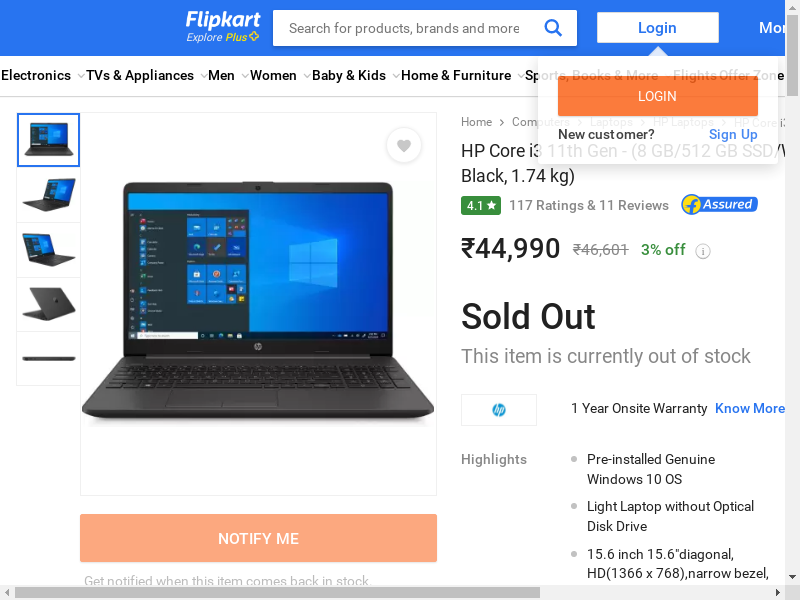 Flipkart
Explore Plus
Search for products, brands and more
Login
Electronics
TVs & Appliances
Men
Women
Baby & Kids
Home & Furniture
Sports, Books & More
Flights
Offer Zone
LOGIN
New customer?
Sign Up
Home
Computers
Laptops
HP Laptops
HP Core i3
HP Core i3 11th Gen - (8 GB/512 GB SSD/
Black, 1.74 kg)
4.1
117 Ratings & 11 Reviews
Assured
₹44,990
₹46,601
3% off
Sold Out
This item is currently out of stock
hp
1 Year Onsite Warranty
Know More
Highlights
Pre-installed Genuine
Windows 10 OS
Light Laptop without Optical
Disk Drive
15.6 inch 15.6"diagonal,
HD(1366 x 768),narrow bezel,
NOTIFY ME
Get notified when this item comes back in stock.